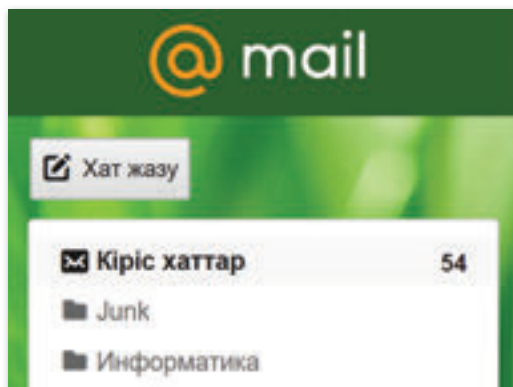 @ mail
Хат жазу
Кіріс хаттар 54
Junk
Информатика